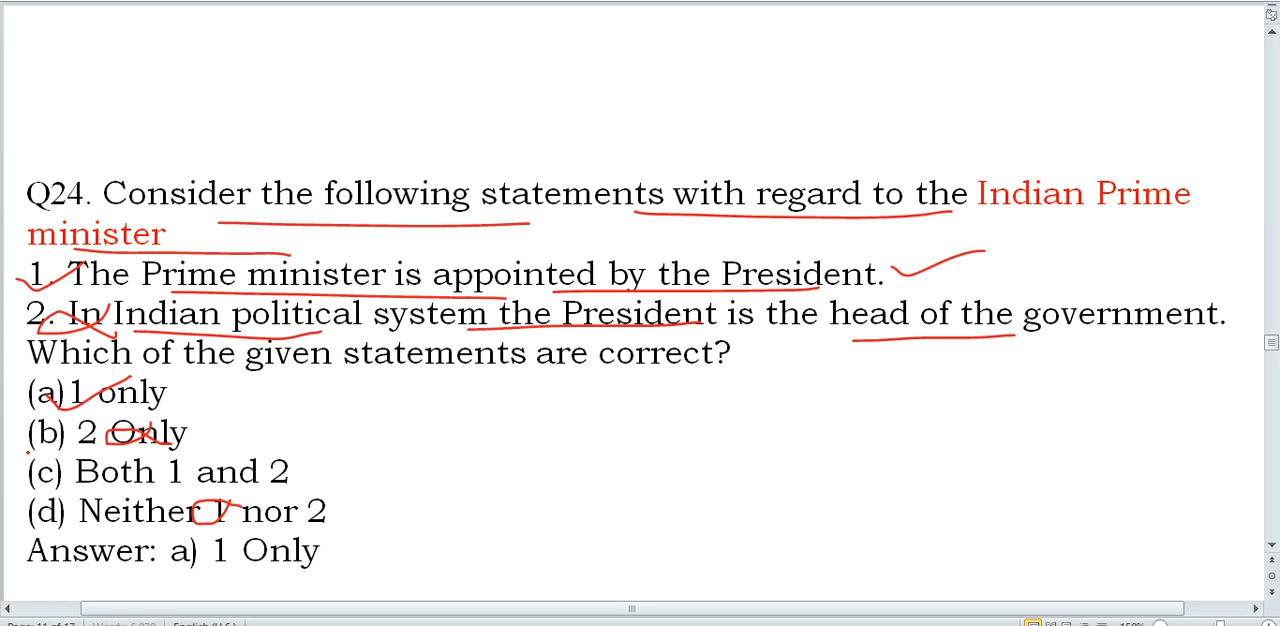 Q24. Consider the following statements with regard to the Indian Prime
minister
1. The Prime minister is appointed by the President.
2. In Indian political system the President is the head of the government.
Which of the given statements are correct?
(a) 1 only
(b) 2 Only
(c) Both 1 and 2
(d) Neither 1 nor 2
Answer: a) 1 Only